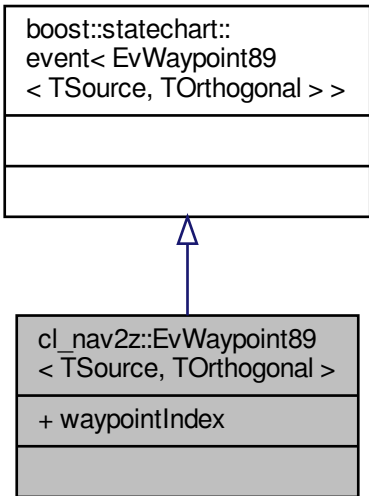 boost::statechart::
event< EvWaypoint89
< TSource, TOrthogonal > >
cl_nav2z::EvWaypoint89
< TSource, TOrthogonal >
+ waypointIndex